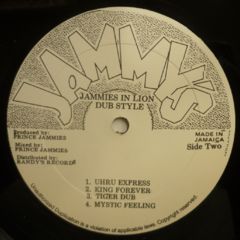 JAMMY'S
JAMMIES IN LION
DUB STYLE
Produced by:
PRINCE JAMMIES
Mixed by:
PRINCE JAMMIES
Distributed by:
RANDY'S RECORDS
MADE IN
JAMAICA
Side Two
1. UHRU EXPRESS
2. KING FOREVER
3. TIGER DUB
4. MYSTIC FEELING
Unauthorised Duplication is a violation of applicable laws. Copyright reserved.